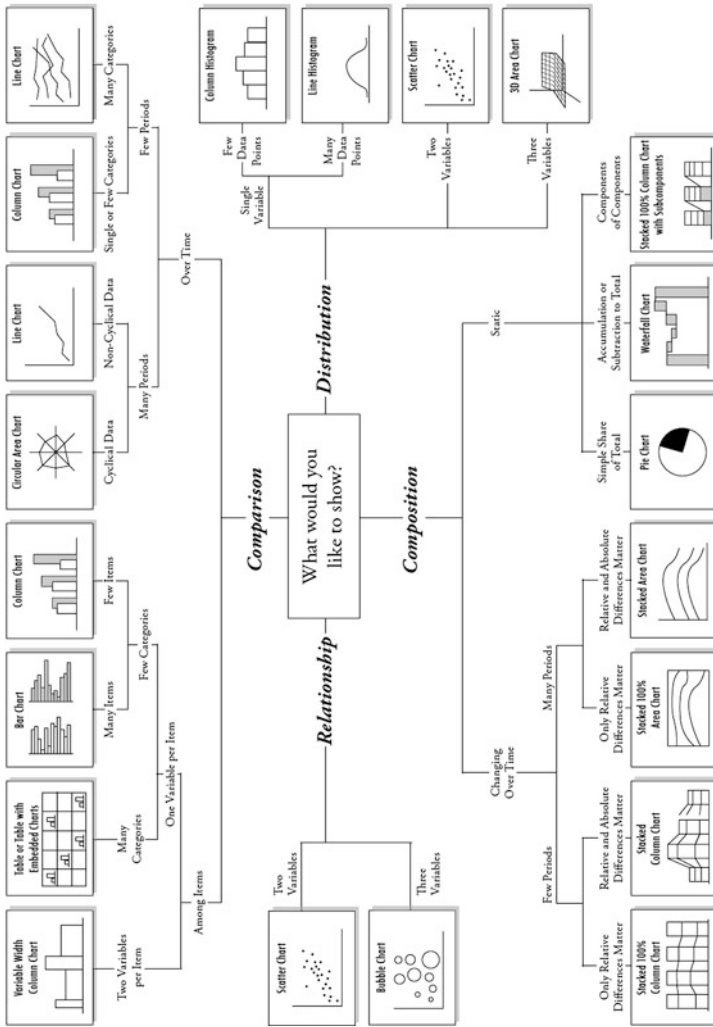 Variable Width
Column Chart
Table or Table with
Embedded Charts
Bar Chart
Column Chart
Circular Area Chart
Line Chart
Column Chart
Line Chart
Two Variables
per Item
Many
Categories
Many Items
Few Items
Cyclical Data
Non-Cyclical Data
Single or Few Categories
Many Categories
Few Categories
Many Periods
Few Periods
One Variable per Item
Among Items
Over Time
Comparison
What would you
like to show?
Relationship
Two
Variables
Three
Variables
Scatter Chart
Bubble Chart
Distribution
Single
Variable
Few
Data
Points
Many
Data
Points
Two
Variables
Three
Variables
Column Histogram
Line Histogram
Scatter Chart
3D Area Chart
Composition
Changing
Over Time
Static
Few Periods
Many Periods
Only Relative
Differences Matter
Relative and Absolute
Differences Matter
Only Relative
Differences Matter
Relative and Absolute
Differences Matter
Simple Share
of Total
Accumulation or
Subtraction to Total
Components
of Components
Stacked 100%
Column Chart
Stacked
Column Chart
Stacked 100%
Area Chart
Stacked Area Chart
Pie Chart
Waterfall Chart
Stacked 100% Column Chart
with Subcomponents